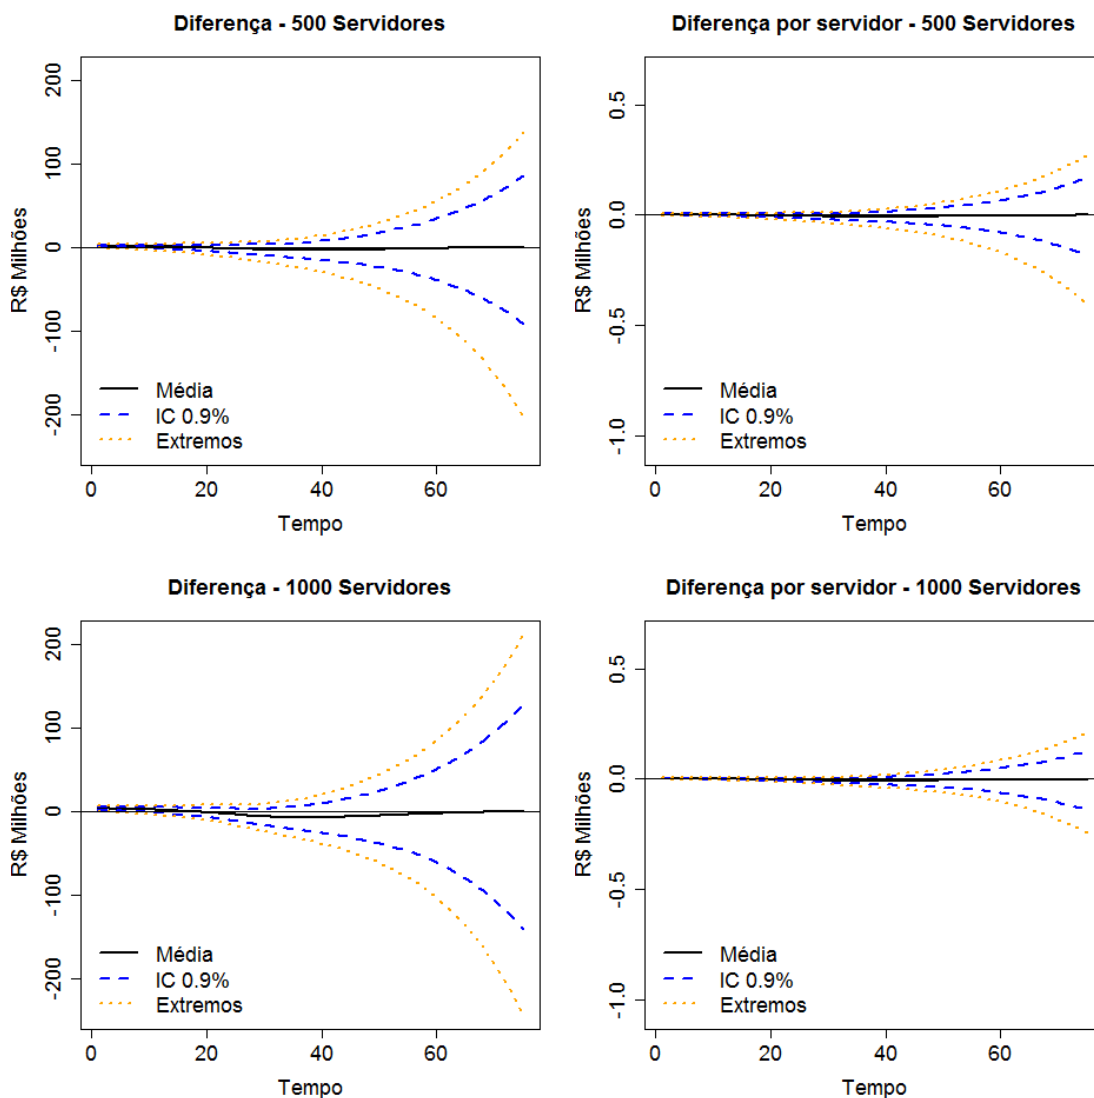 Diferença - 500 Servidores
R$ Milhões
200
100
0
-100
-200
Média
IC 0.9%
Extremos
0 20 40 60
Tempo
Diferença por servidor - 500 Servidores
R$ Milhões
0.5
0.0
-0.5
-1.0
Média
IC 0.9%
Extremos
0 20 40 60
Tempo
Diferença - 1000 Servidores
R$ Milhões
200
100
0
-100
-200
Média
IC 0.9%
Extremos
0 20 40 60
Tempo
Diferença por servidor - 1000 Servidores
R$ Milhões
0.5
0.0
-0.5
-1.0
Média
IC 0.9%
Extremos
0 20 40 60
Tempo